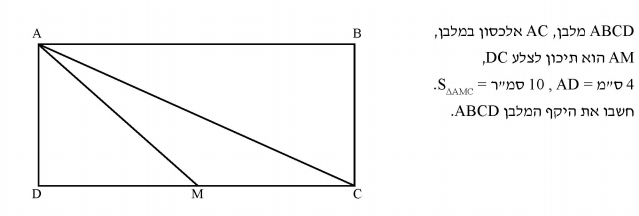 ABCD מלבן, AC אלכסון במלבן,
AM הוא תיכון לצלע DC,
4 ס״מ = AD , 10 סמ״ר = S△AMC.
חשבו את היקף המלבן ABCD.
A
B
D
M
C